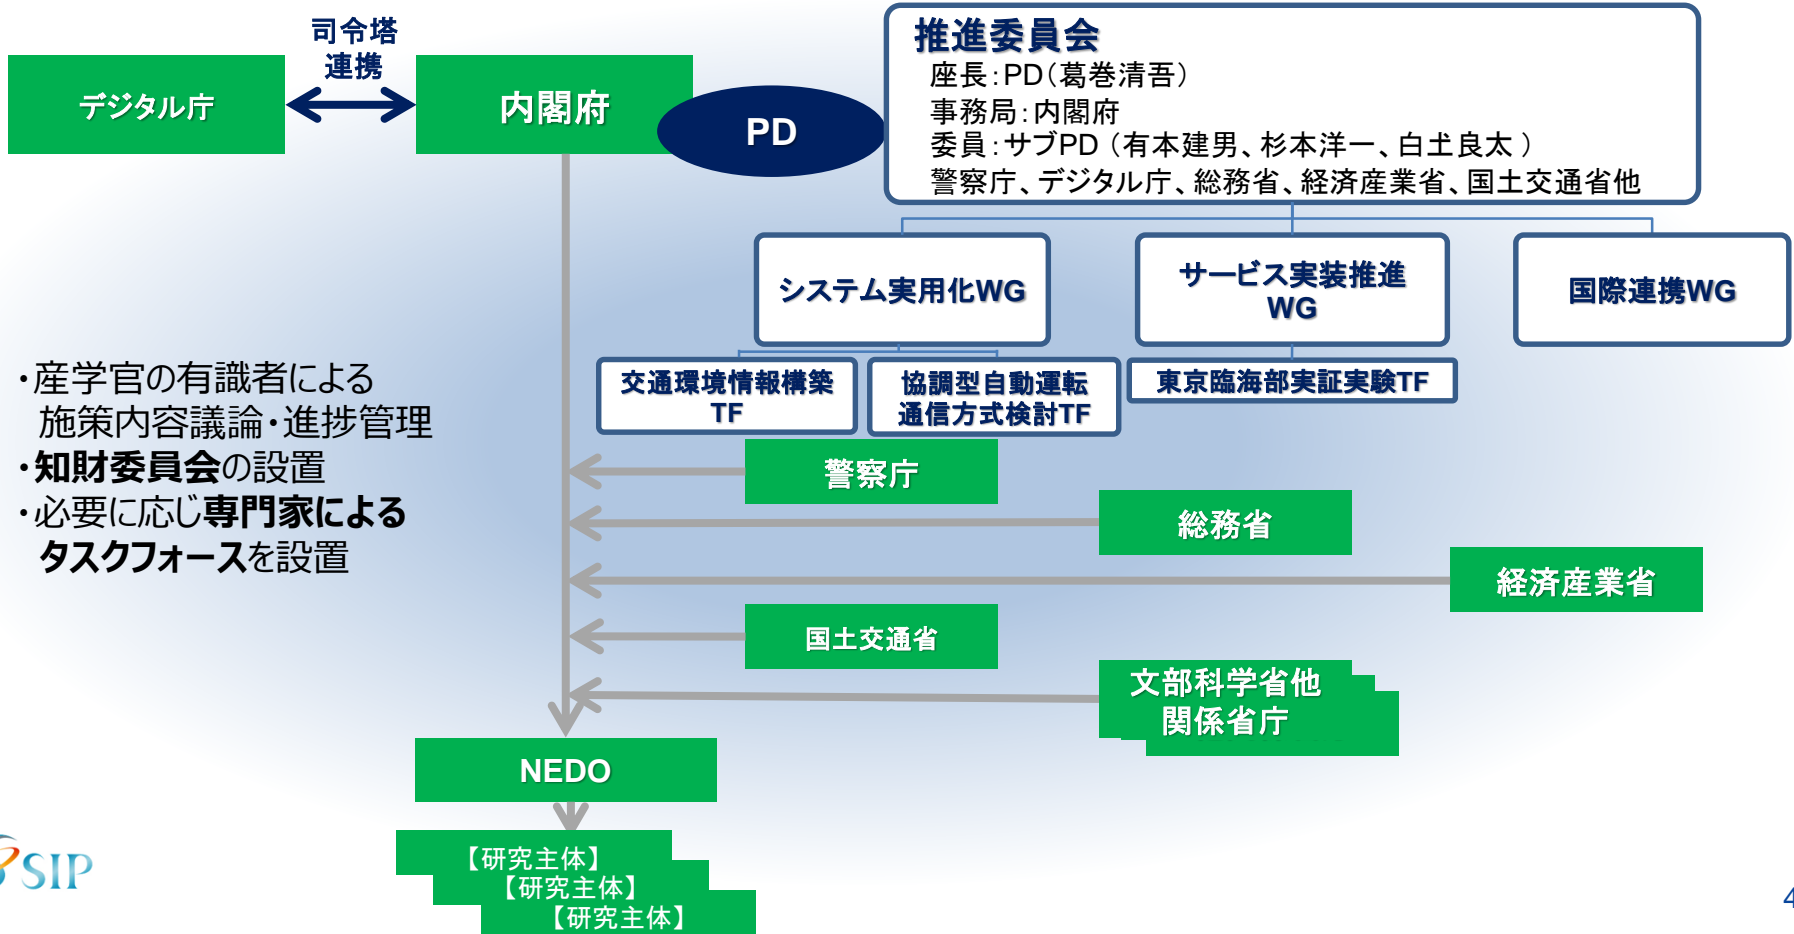 司令塔
連携
デジタル庁
内閣府
PD
推進委員会
座長:PD(葛巻清吾)
事務局:内閣府
委員:サブPD (有本建男、杉本洋一、白土良太 )
警察庁、デジタル庁、総務省、経済産業省、国土交通省他
システム実用化WG
サービス実装推進
WG
国際連携WG
交通環境情報構築
TF
協調型自動運転
通信方式検討TF
東京臨海部実証実験TF
・産学官の有識者による
施策内容議論・進捗管理
・知財委員会の設置
・必要に応じ専門家による
タスクフォースを設置
警察庁
総務省
経済産業省
国土交通省
文部科学省他
関係省庁
NEDO
【研究主体】
【研究主体】
【研究主体】
SIP
4